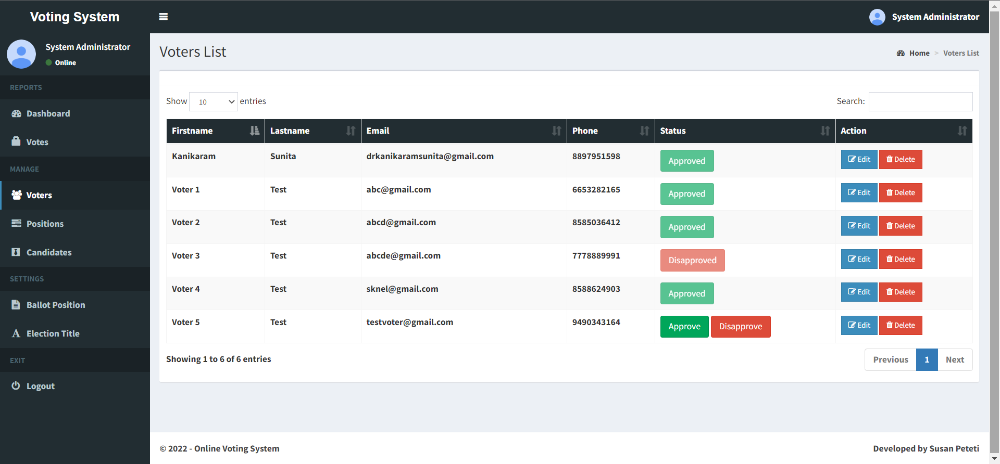 Voting System
System Administrator
System Administrator
Online
REPORTS
Dashboard
Votes
MANAGE
Voters
Positions
Candidates
SETTINGS
Ballot Position
Election Title
EXIT
Logout
Voters List
Home > Voters List
Show 10 entries
Search:
Firstname Lastname Email Phone Status Action
Kanikaram Sunita drkanikaramsunita@gmail.com 8897951598 Approved Edit Delete
Voter 1 Test abc@gmail.com 6653282165 Approved Edit Delete
Voter 2 Test abcd@gmail.com 8585036412 Approved Edit Delete
Voter 3 Test abcde@gmail.com 7778889991 Disapproved Edit Delete
Voter 4 Test sknel@gmail.com 8588624903 Approved Edit Delete
Voter 5 Test testvoter@gmail.com 9490343164 Approve Disapprove Edit Delete
Showing 1 to 6 of 6 entries
Previous 1 Next
© 2022 - Online Voting System
Developed by Susan Peteti